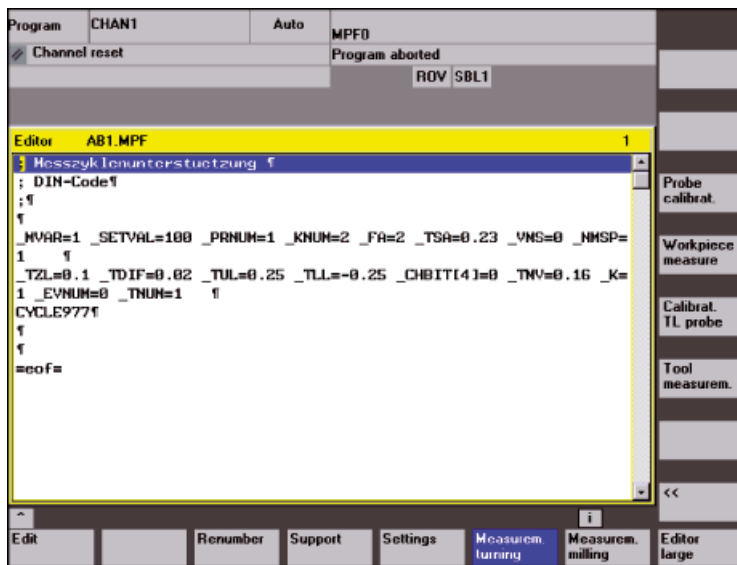 Program CHAN1 Auto MPF0
Channel reset Program aborted
ROV SBL1
Editor AB1.MPF 1
; Messzyklenunterstuetzung ¶
; DIN-Code¶
;¶
¶
_MVAR=1 _SETVAL=100 _PRNUM=1 _KNUM=2 _FA=2 _TSA=0.23 _VMS=0 _NMSP=
1 ¶
_TZL=0.1 _TDIF=0.02 _TUL=0.25 _TLL=-0.25 _CHBIT[4]=0 _TMV=0.16 _K=
1 _EVNUM=0 _TNUM=1 ¶
CYCLE977¶
¶
¶
=eof=
Probe
calibrat.
Workpiece
measure
Calibrat.
TL probe
Tool
measurem.
<<
^ i
Edit Renumber Support Settings Measurem. turning Measurem. milling Editor large